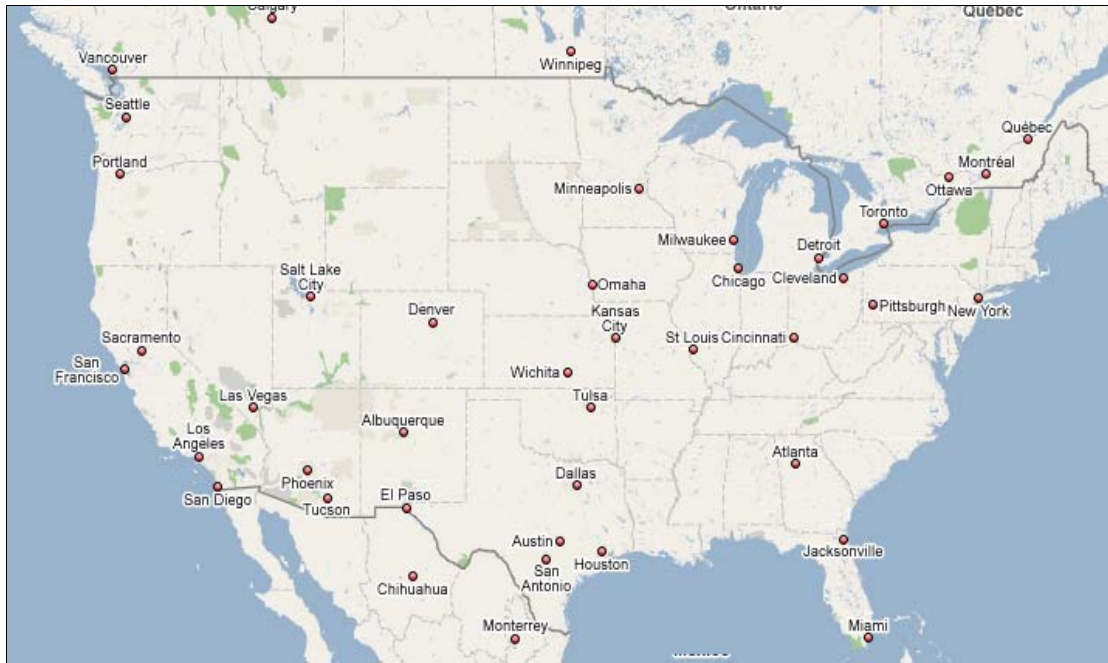 Calgary
Ontario
Québec
Winnipeg
Vancouver
Seattle
Portland
Québec
Montréal
Ottawa
Minneapolis
Toronto
Milwaukee
Detroit
Chicago
Cleveland
Salt Lake
City
Omaha
Denver
Kansas
City
Pittsburgh
New York
Sacramento
St Louis
Cincinnati
San
Francisco
Wichita
Las Vegas
Tulsa
Albuquerque
Los
Angeles
Atlanta
Phoenix
Dallas
San Diego
Tucson
El Paso
Austin
Houston
Jacksonville
San
Antonio
Chihuahua
Monterrey
Miami